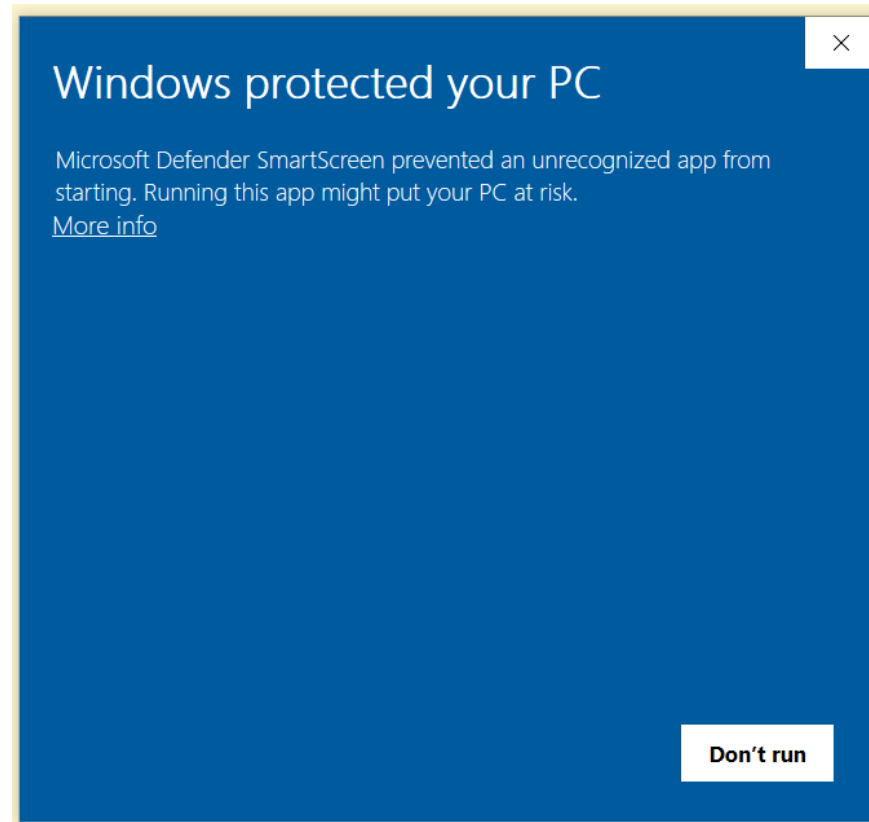 Windows protected your PC
Microsoft Defender SmartScreen prevented an unrecognized app from
starting. Running this app might put your PC at risk.
More info
Don’t run